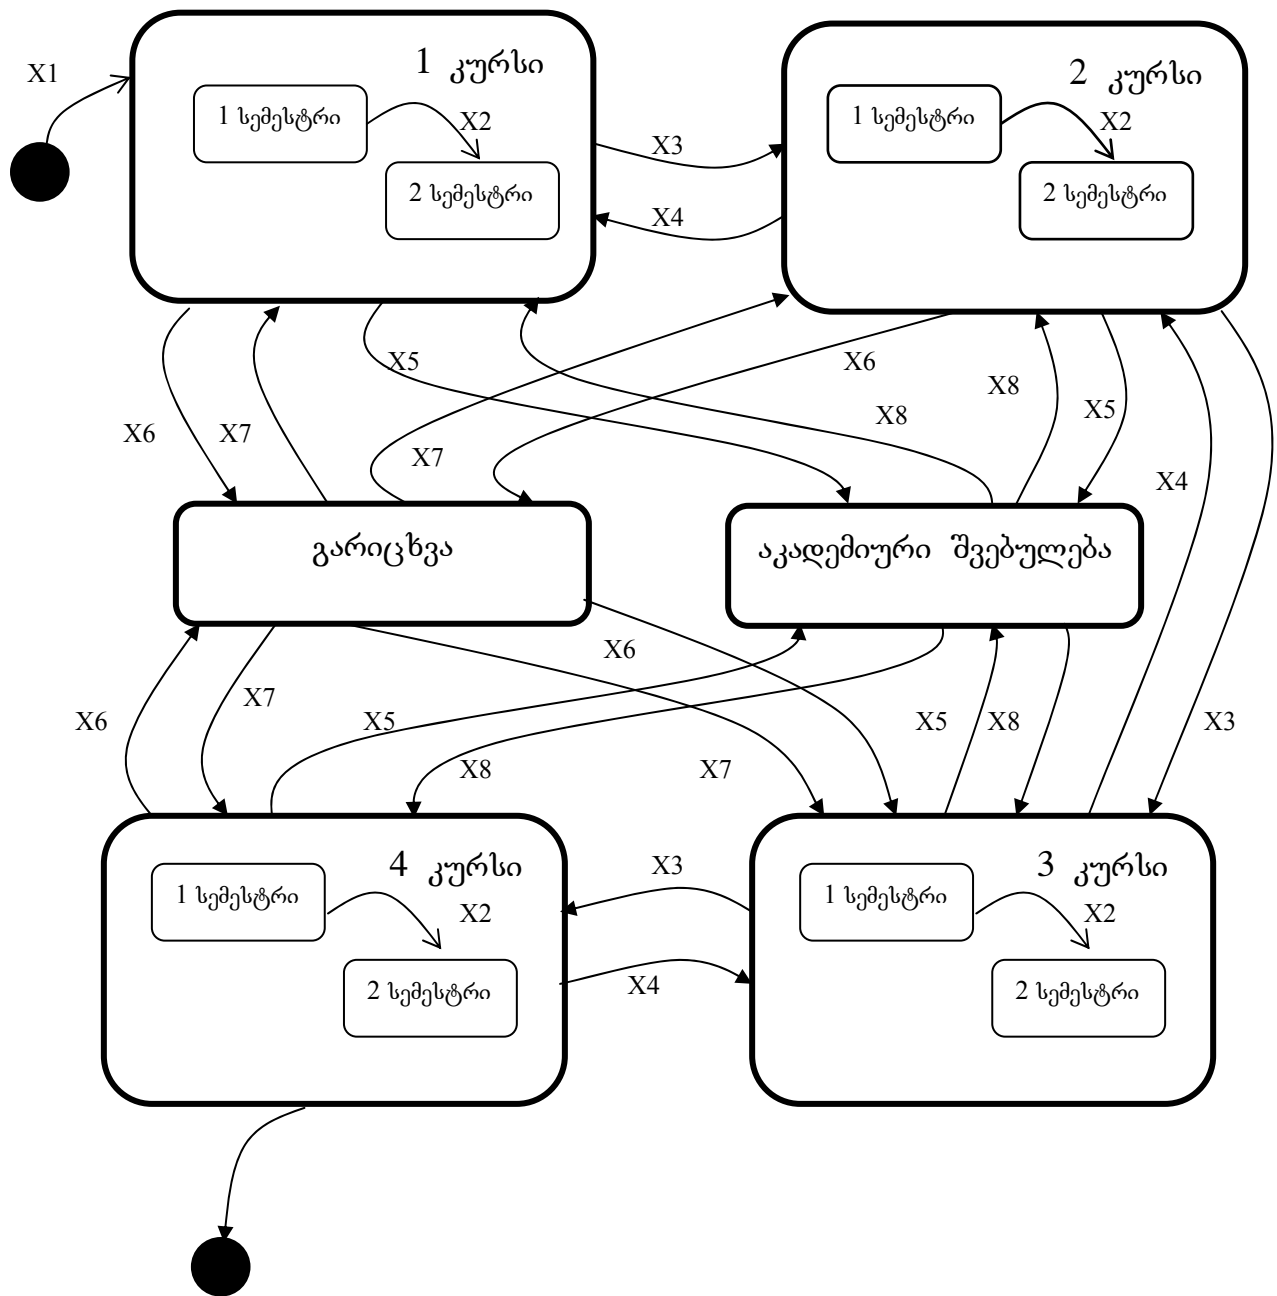 1 კურსი
2 კურსი
X1
1 სემესტრი
X2
1 სემესტრი
X2
X3
2 სემესტრი
2 სემესტრი
X4
X5
X6
X8
X8
X5
X6
X7
X7
X4
გარიცხვა
აკადემიური შვებულება
X6
X7
X6
X5
X5
X8
X3
X8
X7
4 კურსი
X3
3 კურსი
1 სემესტრი
X2
1 სემესტრი
X2
2 სემესტრი
X4
2 სემესტრი